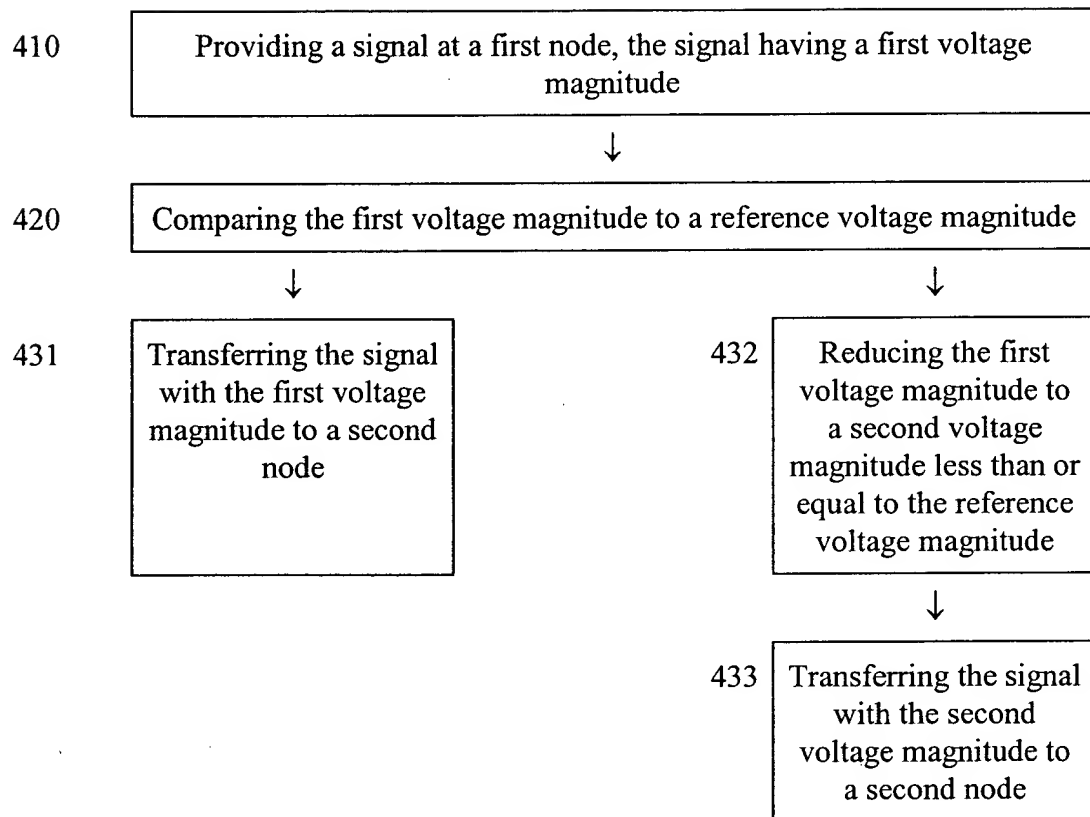 410
Providing a signal at a first node, the signal having a first voltage
magnitude
↓
420
Comparing the first voltage magnitude to a reference voltage magnitude
↓ ↓
431
Transferring the signal
with the first voltage
magnitude to a second
node
432
Reducing the first
voltage magnitude to
a second voltage
magnitude less than or
equal to the reference
voltage magnitude
↓
433
Transferring the signal
with the second
voltage magnitude to
a second node